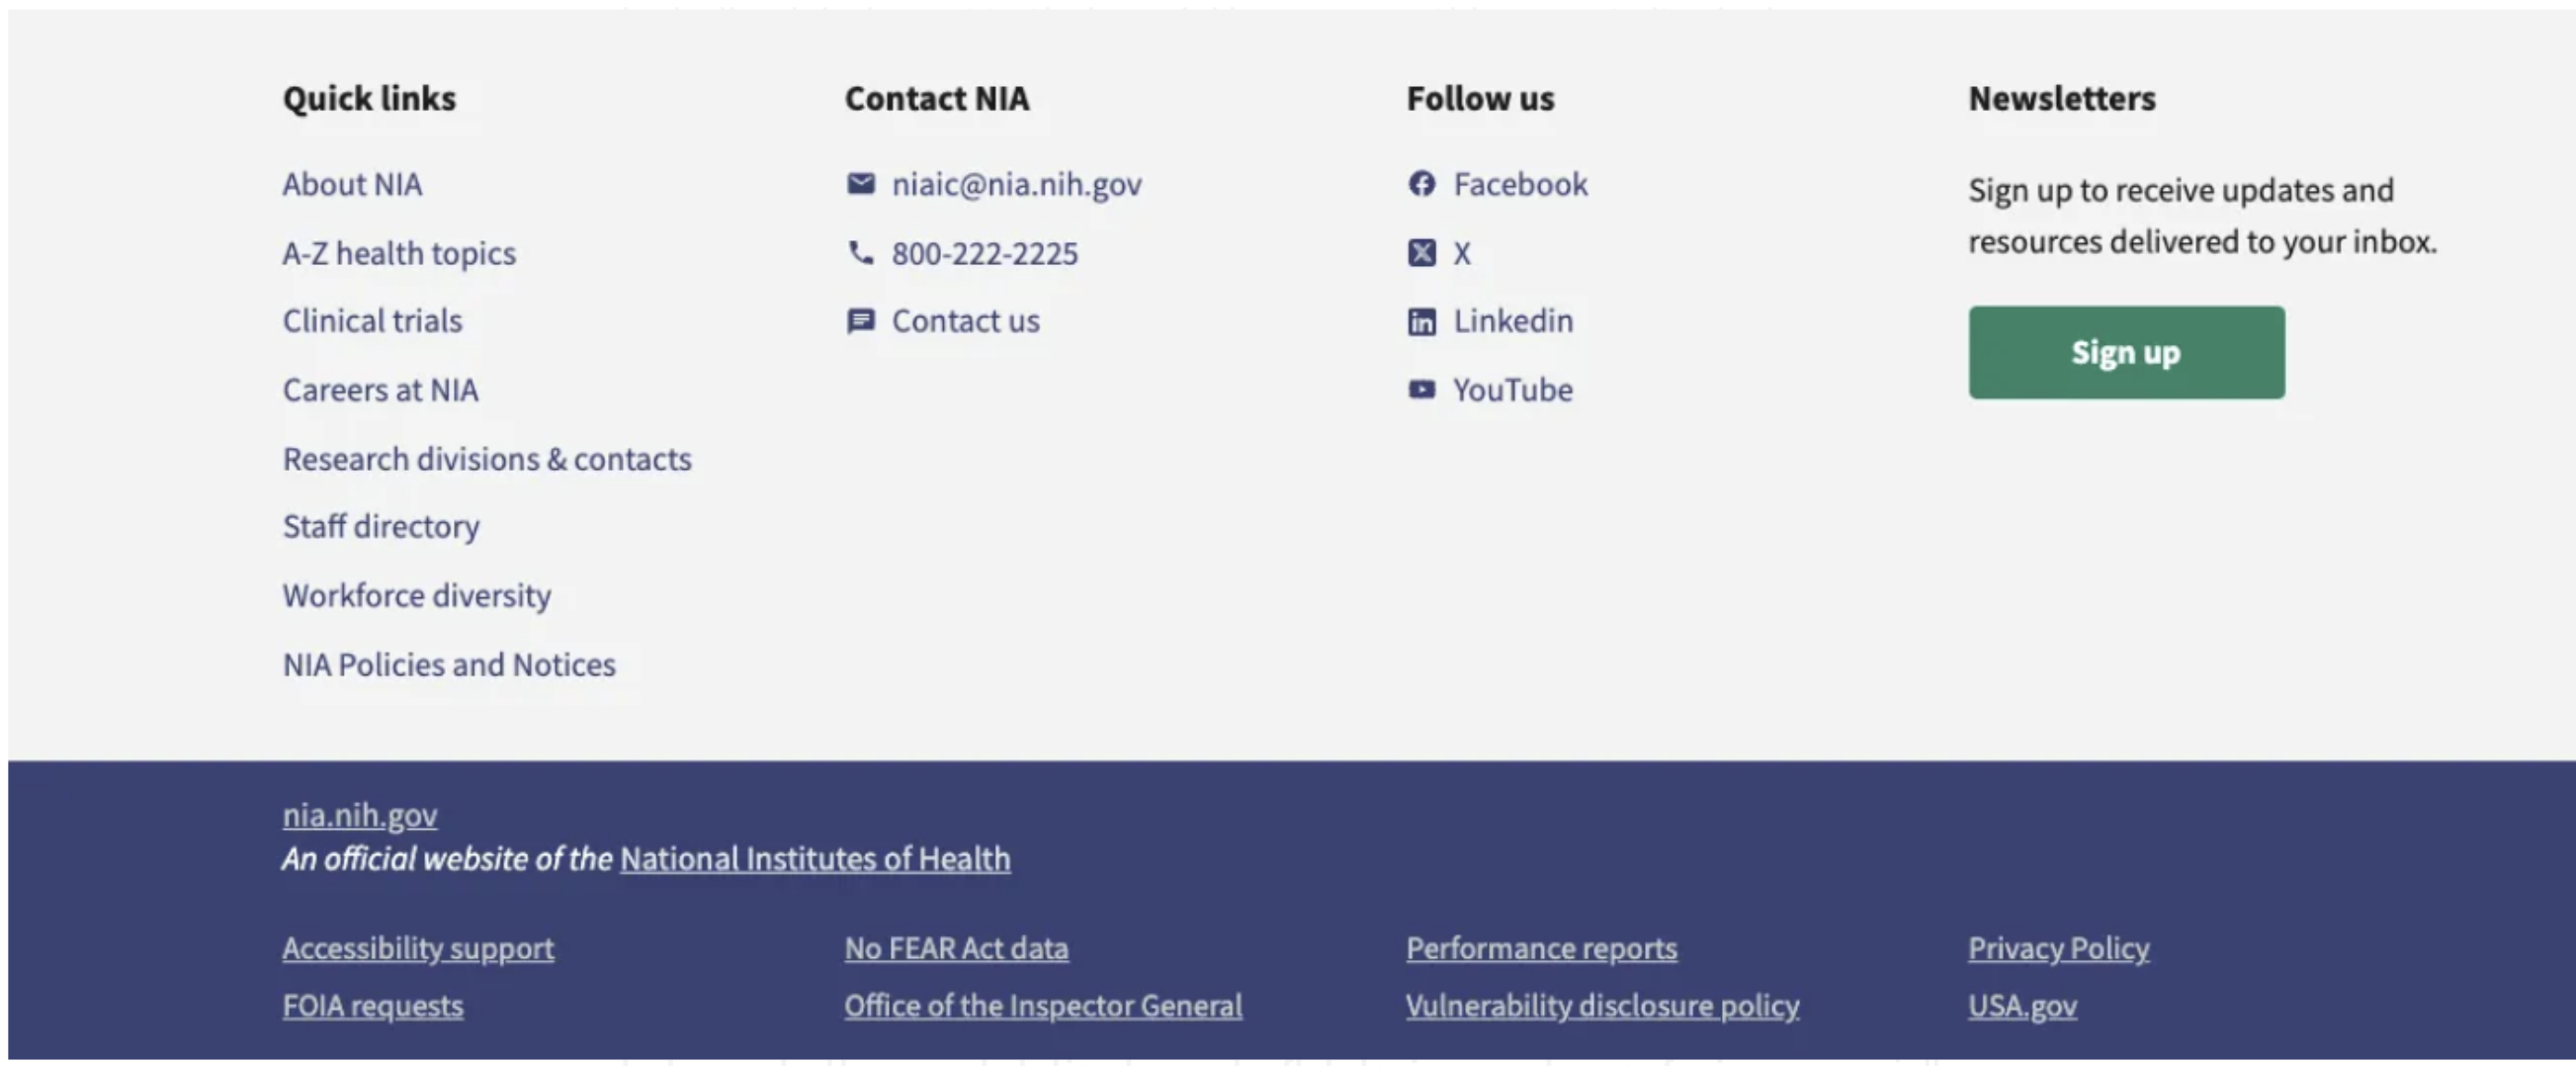 Quick links
About NIA
A-Z health topics
Clinical trials
Careers at NIA
Research divisions & contacts
Staff directory
Workforce diversity
NIA Policies and Notices
Contact NIA
niaic@nia.nih.gov
800-222-2225
Contact us
Follow us
Facebook
X
Linkedin
YouTube
Newsletters
Sign up to receive updates and
resources delivered to your inbox.
Sign up
nia.nih.gov
An official website of the National Institutes of Health
Accessibility support
No FEAR Act data
Performance reports
Privacy Policy
FOIA requests
Office of the Inspector General
Vulnerability disclosure policy
USA.gov